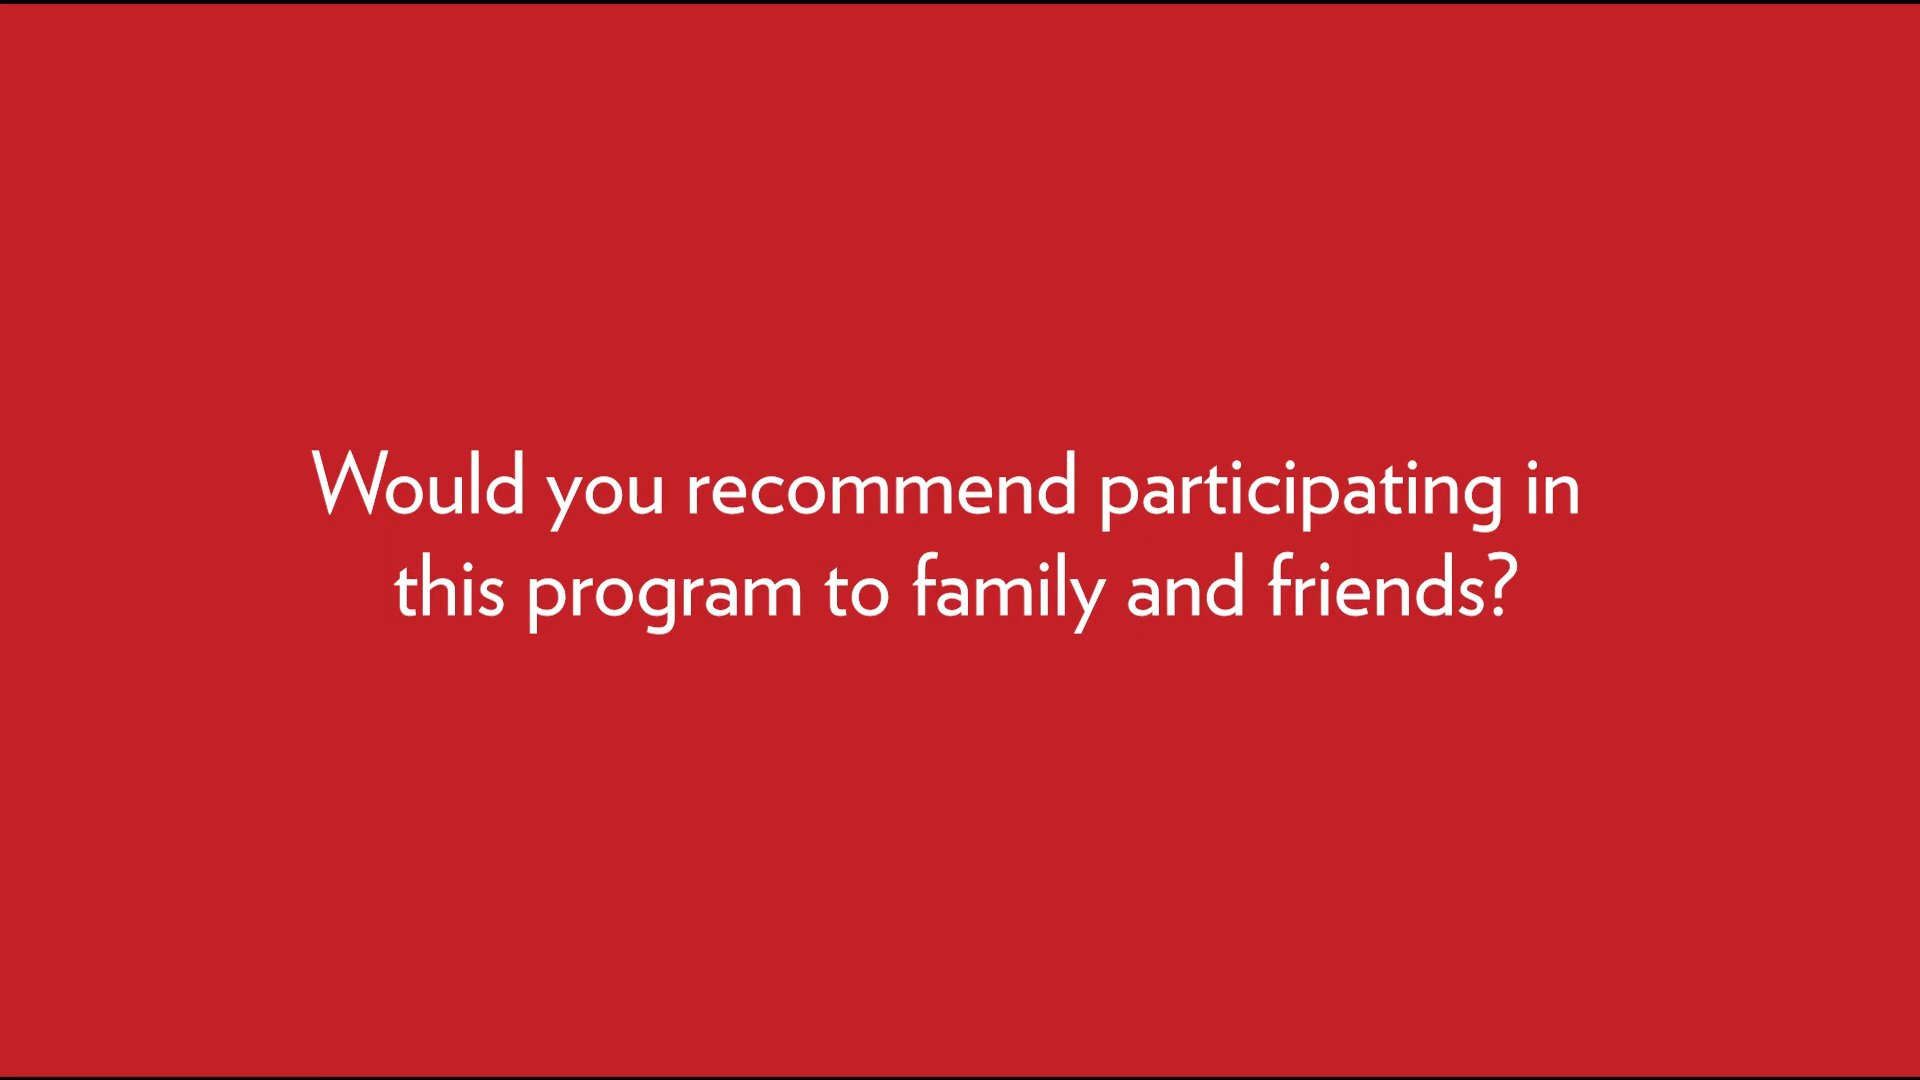 Would you recommend participating in
this program to family and friends?